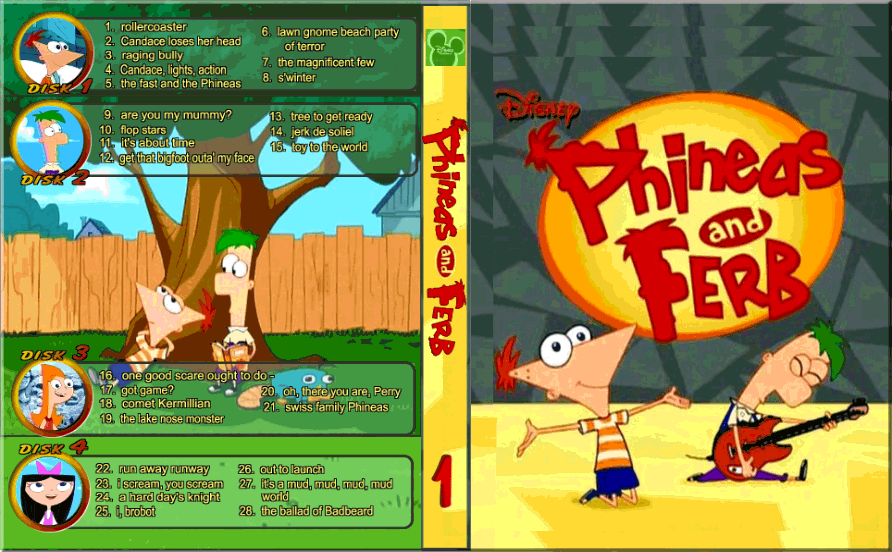 1. rollercoaster
2. Candace loses her head
3. raging bully
4. Candace, lights, action
5. the fast and the Phineas
6. lawn gnome beach party
of terror
7. the magnificent few
8. s'winter
DISK 1
9. are you my mummy?
10. flop stars
11. it's about time
12. get that bigfoot outa' my face
13. tree to get ready
14. jerk de soliel
15. toy to the world
DISK 2
DISK 3
16. one good scare ought to do -
17. got game?
18. comet Kermillian
19. the lake nose monster
20. oh, there you are, Perry
21. swiss family Phineas
DISK 4
22. run away runway
23. i scream, you scream
24. a hard day's knight
25. i, brobot
26. out to launch
27. it's a mud, mud, mud, mud
world
28. the ballad of Badbeard
Disney
Phineas and Ferb
1
Disney
Phineas
and
Ferb